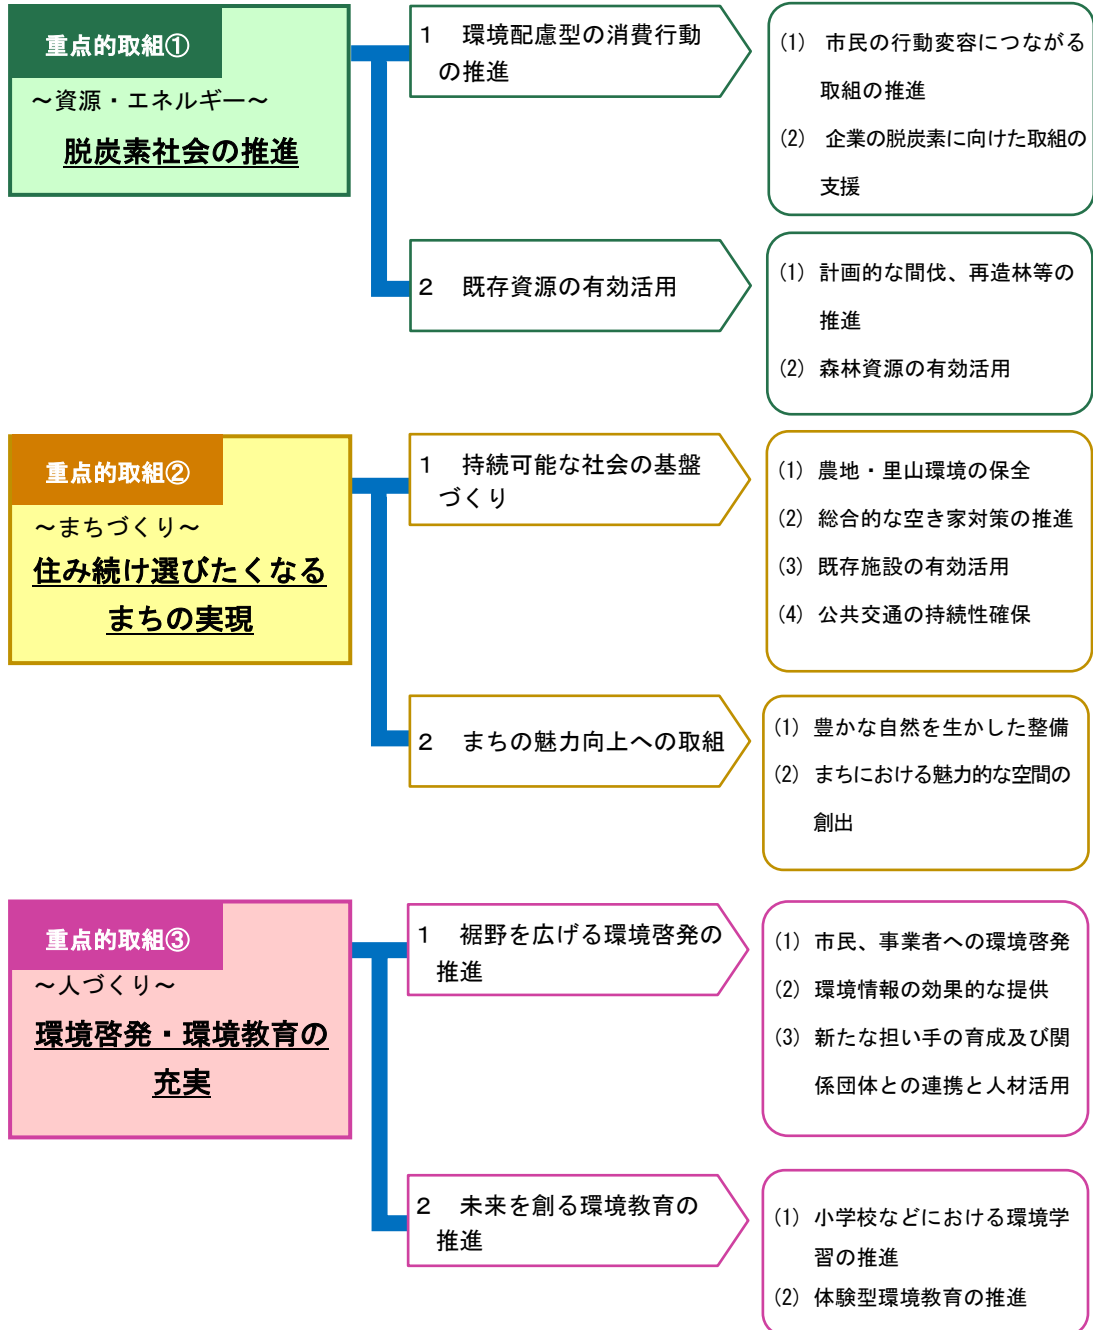 重点的取組①
～資源・エネルギー～
脱炭素社会の推進
1　環境配慮型の消費行動
の推進
(1) 市民の行動変容につながる
取組の推進
(2) 企業の脱炭素に向けた取組の
支援
2　既存資源の有効活用
(1) 計画的な間伐、再造林等の
推進
(2) 森林資源の有効活用
重点的取組②
～まちづくり～
住み続け選びたくなる
まちの実現
1　持続可能な社会の基盤
づくり
(1) 農地・里山環境の保全
(2) 総合的な空き家対策の推進
(3) 既存施設の有効活用
(4) 公共交通の持続性確保
2　まちの魅力向上への取組
(1) 豊かな自然を生かした整備
(2) まちにおける魅力的な空間の
創出
重点的取組③
～人づくり～
環境啓発・環境教育の
充実
1　裾野を広げる環境啓発の
推進
(1) 市民、事業者への環境啓発
(2) 環境情報の効果的な提供
(3) 新たな担い手の育成及び関
係団体との連携と人材活用
2　未来を創る環境教育の
推進
(1) 小学校などにおける環境学
習の推進
(2) 体験型環境教育の推進